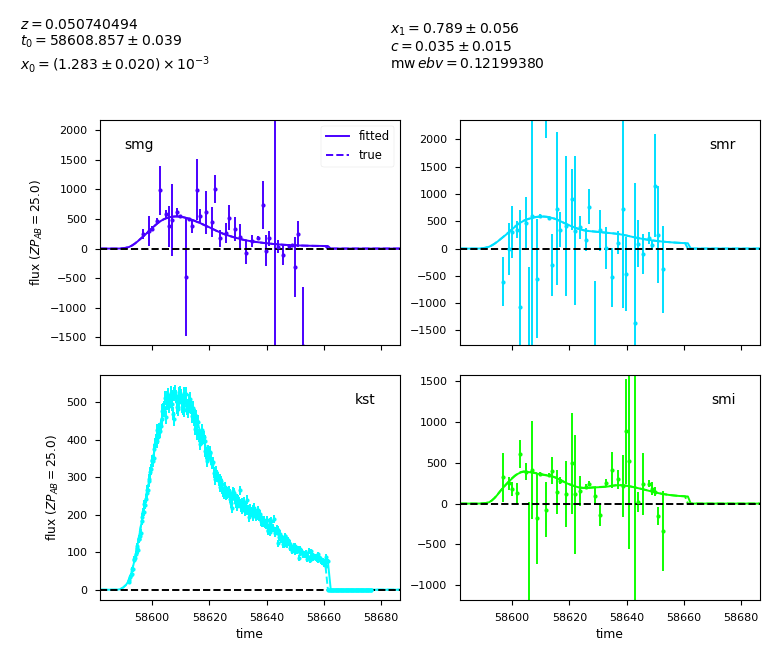 z = 0.050740494
t₀ = 58608.857 ± 0.039
x₀ = (1.283 ± 0.020) × 10⁻³
x₁ = 0.789 ± 0.056
c = 0.035 ± 0.015
mw ebv = 0.12199380
smg
fitted
true
2000
1500
1000
500
0
−500
−1000
−1500
flux (ZP_AB = 25.0)
smr
2000
1500
1000
500
0
−500
−1000
−1500
kst
500
400
300
200
100
0
flux (ZP_AB = 25.0)
58600 58620 58640 58660 58680
time
smi
1500
1000
500
0
−500
−1000
58600 58620 58640 58660 58680
time